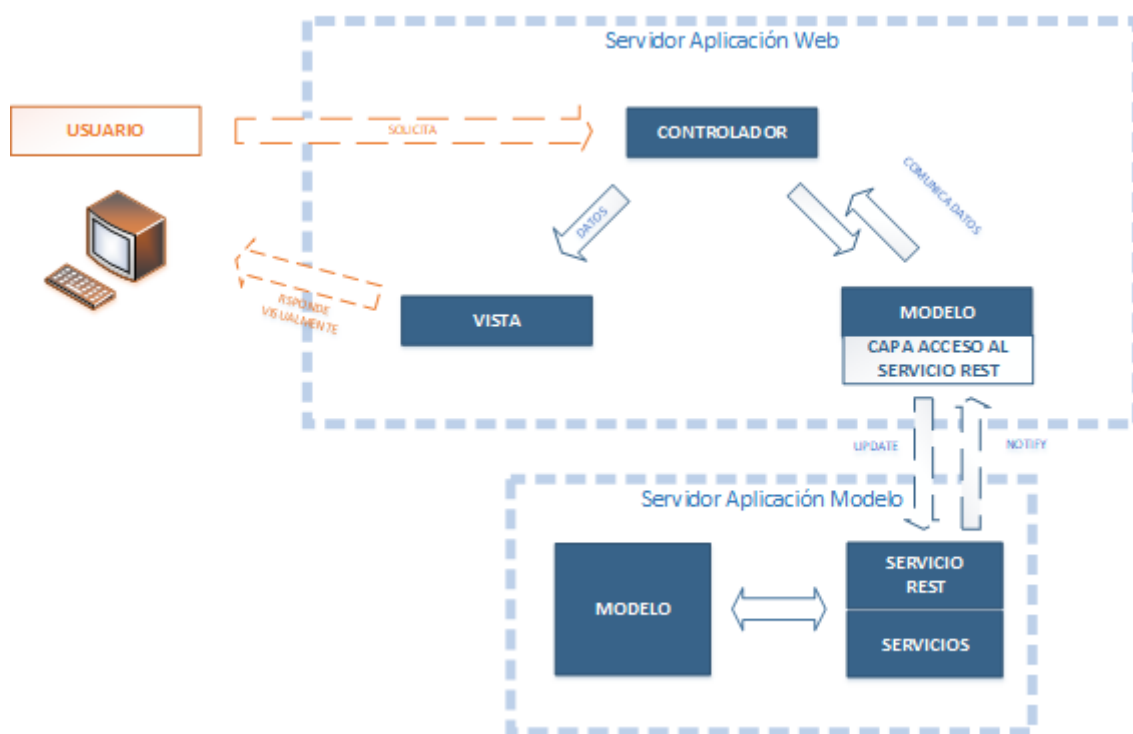 Servidor Aplicación Web
USUARIO
SOLICITA
CONTROLADOR
COMUNICA DATOS
DATOS
RSPONDE
VISUALMENTE
VISTA
MODELO
CAPA ACCESO AL
SERVICIO REST
UPDATE
NOTIFY
Servidor Aplicación Modelo
MODELO
SERVICIO
REST
SERVICIOS